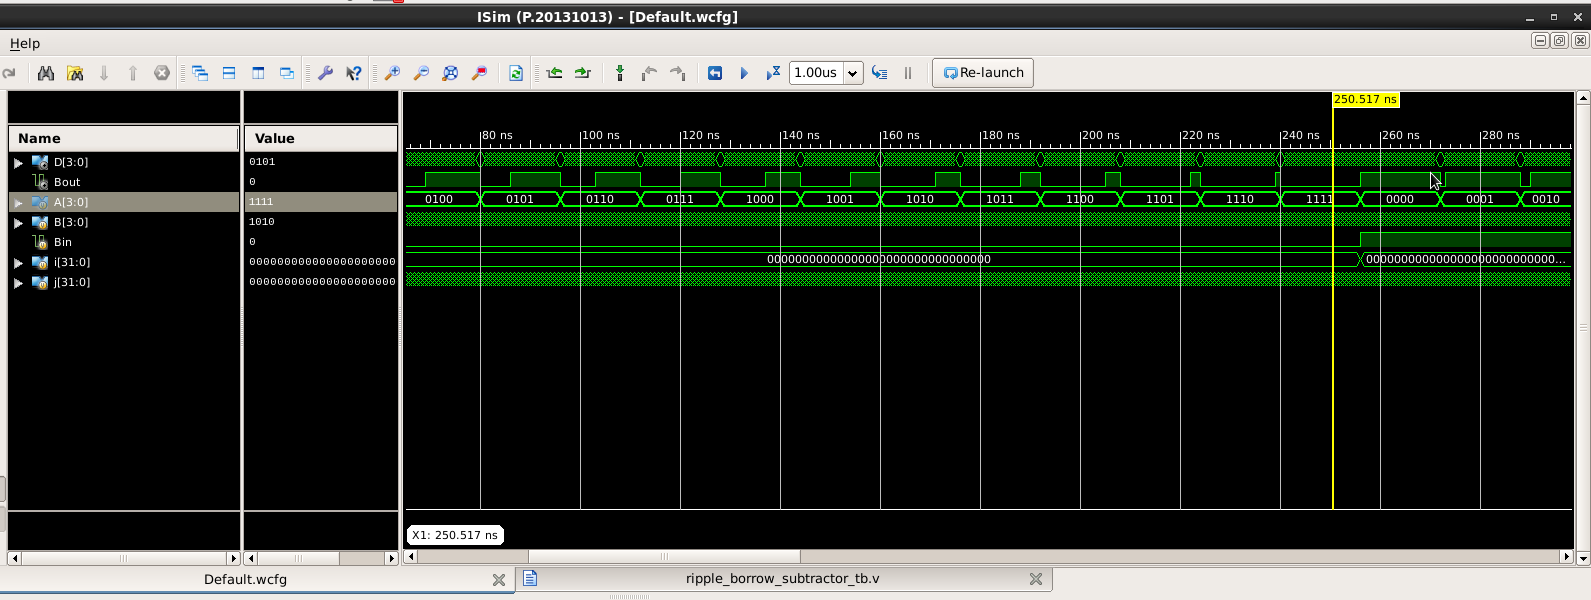 ISim (P.20131013) - [Default.wcfg]
Help
1.00us Re-launch
250.517 ns
Name Value
80 ns 100 ns 120 ns 140 ns 160 ns 180 ns 200 ns 220 ns 240 ns 260 ns 280 ns
D[3:0] 0101
Bout 0
A[3:0] 1111 0100 0101 0110 0111 1000 1001 1010 1011 1100 1101 1110 1111 0000 0001 0010
B[3:0] 1010
Bin 0
i[31:0] 0000000000000000000000 00000000000000000000000000000000 0000000000000000000000000000...
j[31:0] 0000000000000000000000
X1: 250.517 ns
Default.wcfg ripple_borrow_subtractor_tb.v